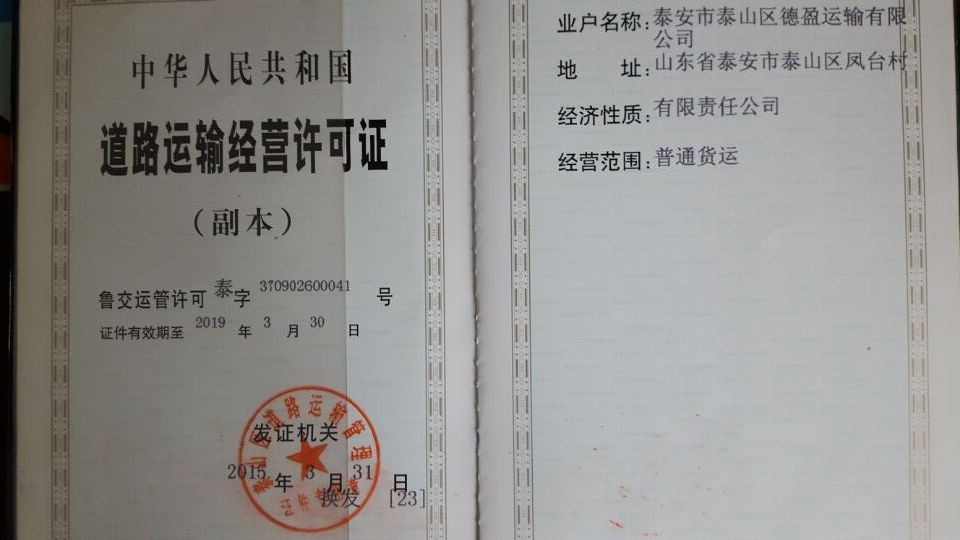 中华人民共和国
道路运输经营许可证
(副本)
鲁交运管许可 泰 字 370902600041 号
证件有效期至 2019 年 3 月 30 日
发证机关
2015 年 3 月 31 日
换发 [23]
业户名称: 泰安市泰山区德盈运输有限
公司
地 址: 山东省泰安市泰山区凤台村
经济性质: 有限责任公司
经营范围: 普通货运